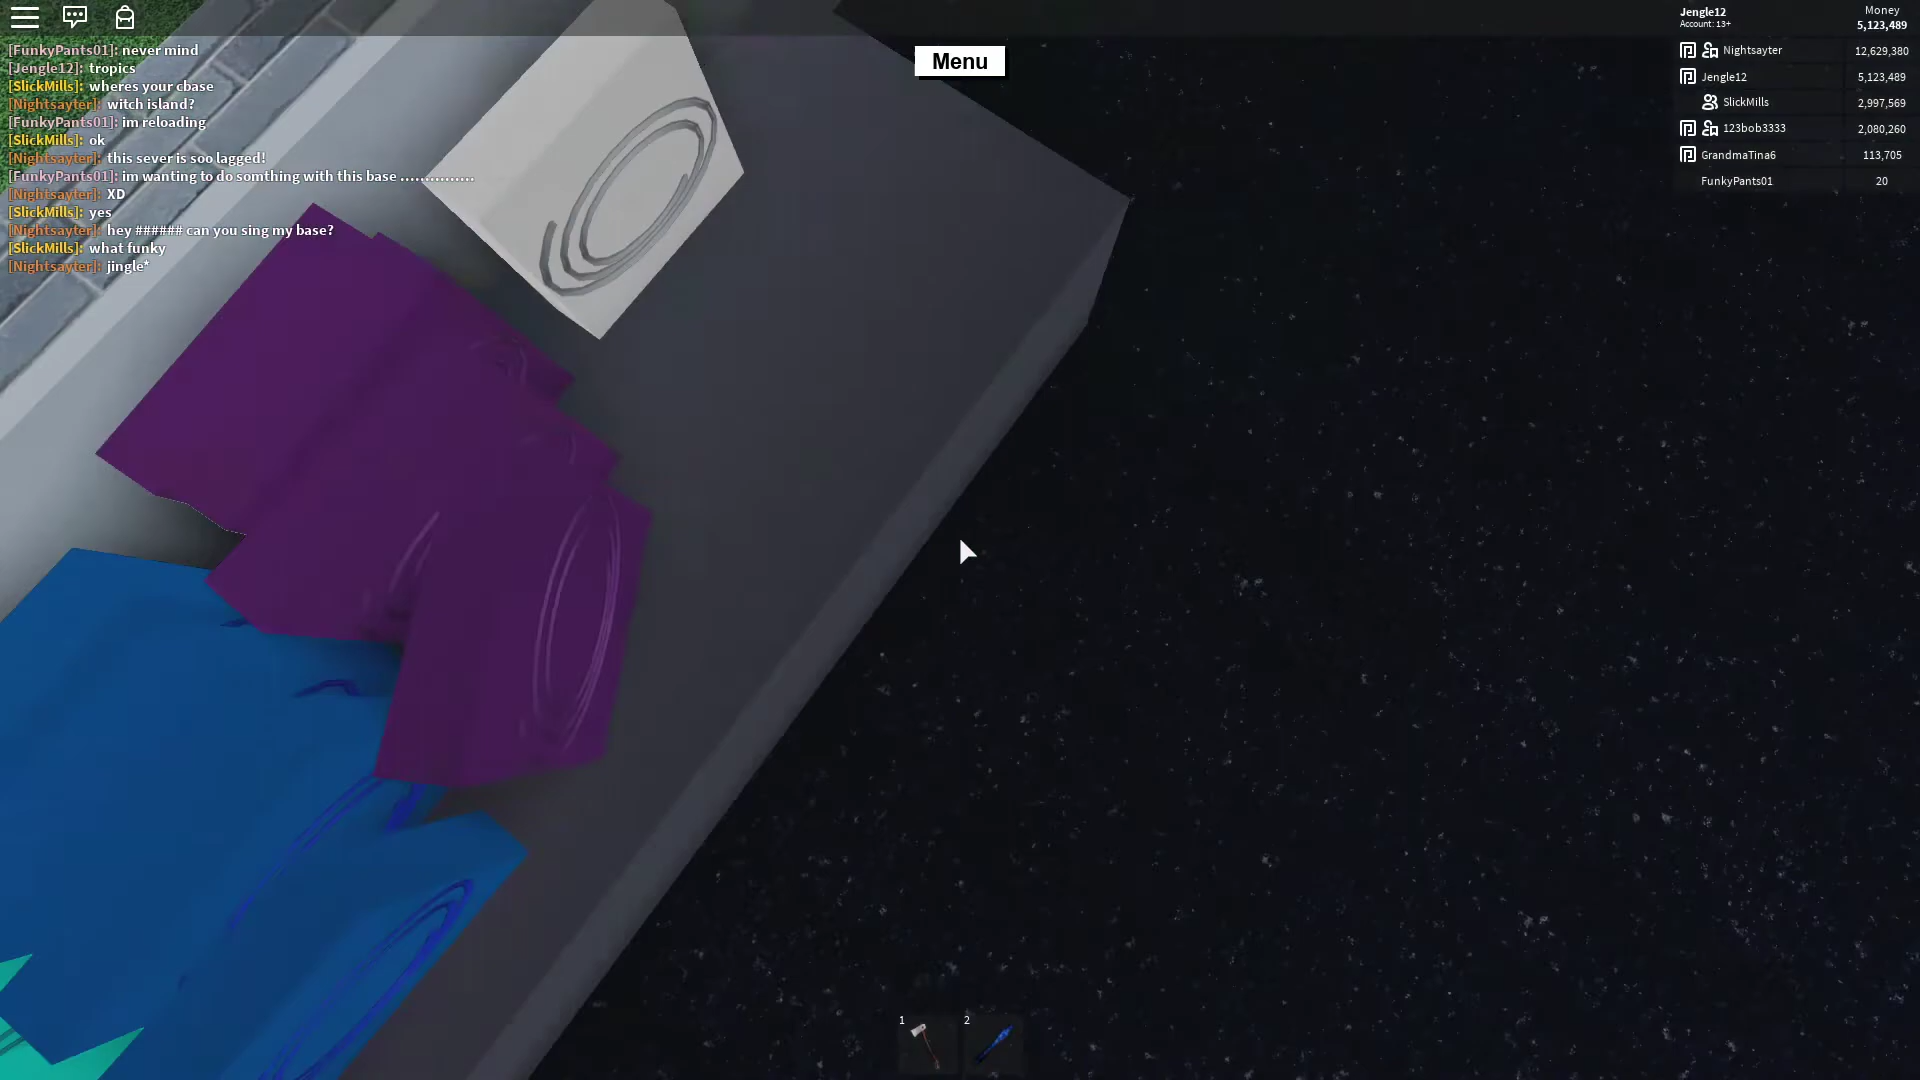 [FunkyPants01]: never mind
[Jengle12]: tropics
[SlickMills]: wheres your cbase
[Nightsayter]: witch island?
[FunkyPants01]: im reloading
[SlickMills]: ok
[Nightsayter]: this sever is soo lagged!
[FunkyPants01]: im wanting to do somthing with this base ...............
[Nightsayter]: XD
[SlickMills]: yes
[Nightsayter]: hey ###### can you sing my base?
[SlickMills]: what funky
[Nightsayter]: jingle*
Menu
Jengle12 Money
Account: 13+ 5,123,489
Nightsayter 12,629,380
Jengle12 5,123,489
SlickMills 2,997,569
123bob3333 2,080,260
GrandmaTina6 113,705
FunkyPants01 20
1 2